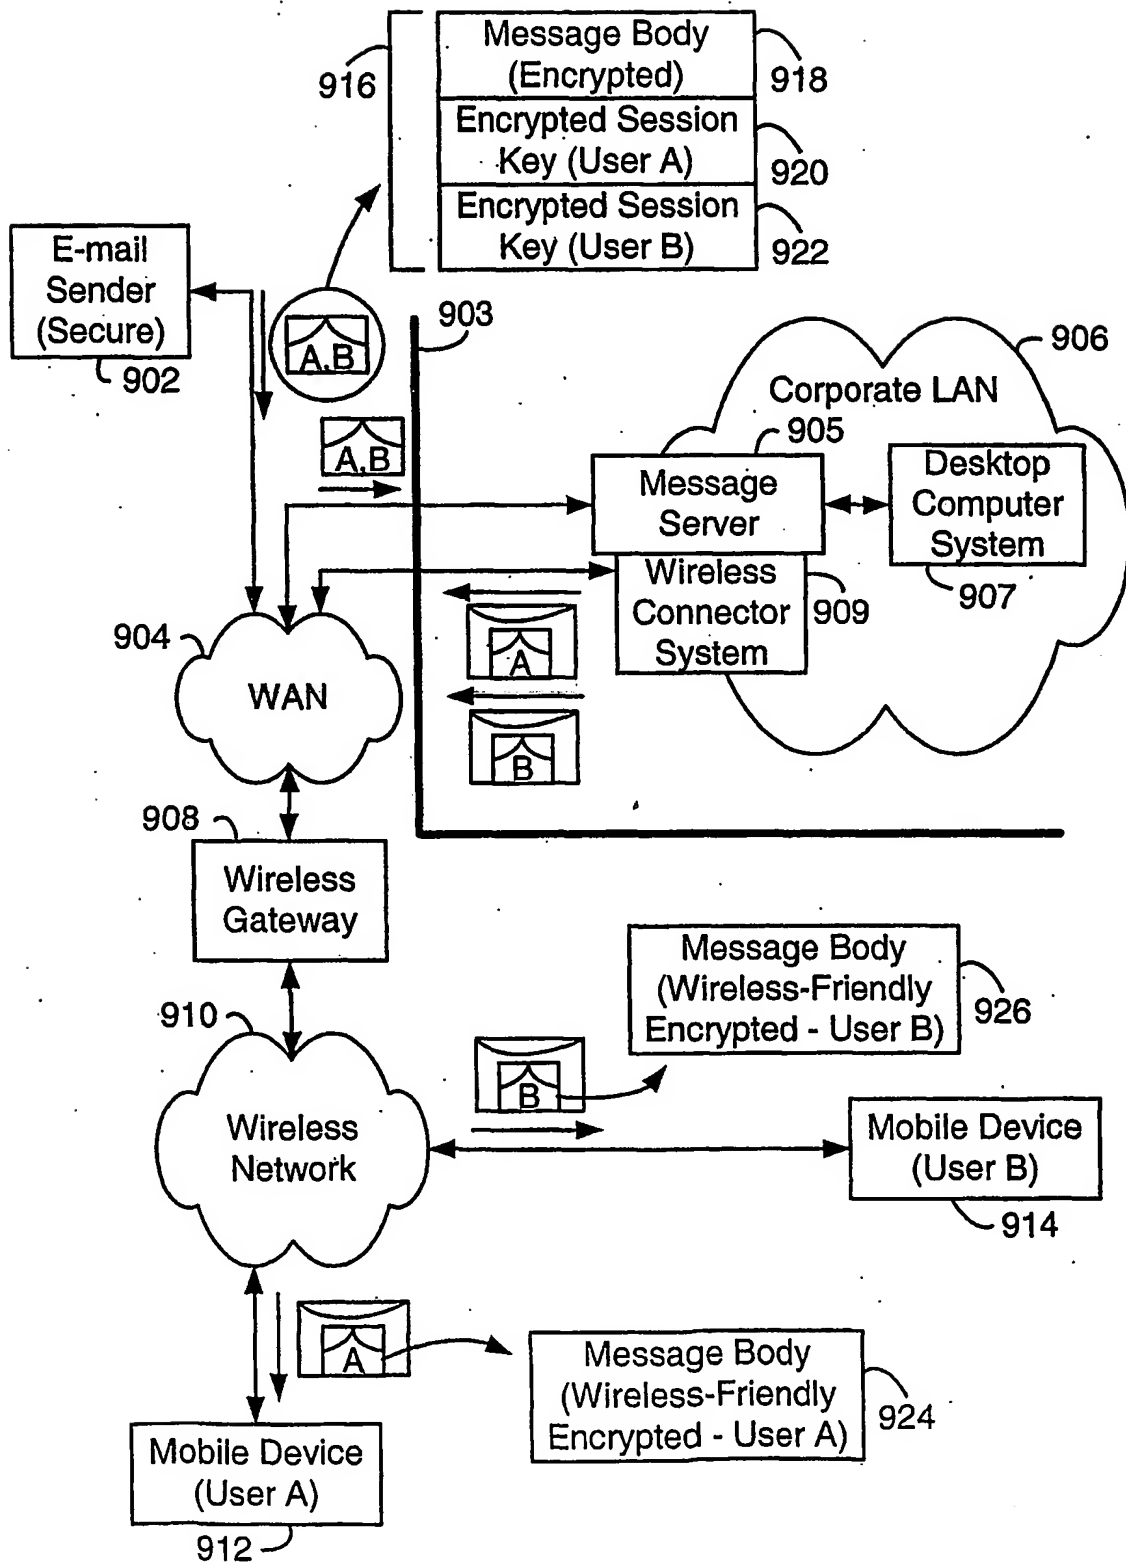 916
Message Body
(Encrypted)
918
Encrypted Session
Key (User A)
920
Encrypted Session
Key (User B)
922
E-mail
Sender
(Secure)
902
A,B
903
A,B
906
Corporate LAN
905
Message
Server
Desktop
Computer
System
907
Wireless
Connector
System
909
A
B
904
WAN
908
Wireless
Gateway
910
Wireless
Network
B
Message Body
(Wireless-Friendly
Encrypted - User B)
926
Mobile Device
(User B)
914
A
Message Body
(Wireless-Friendly
Encrypted - User A)
924
Mobile Device
(User A)
912